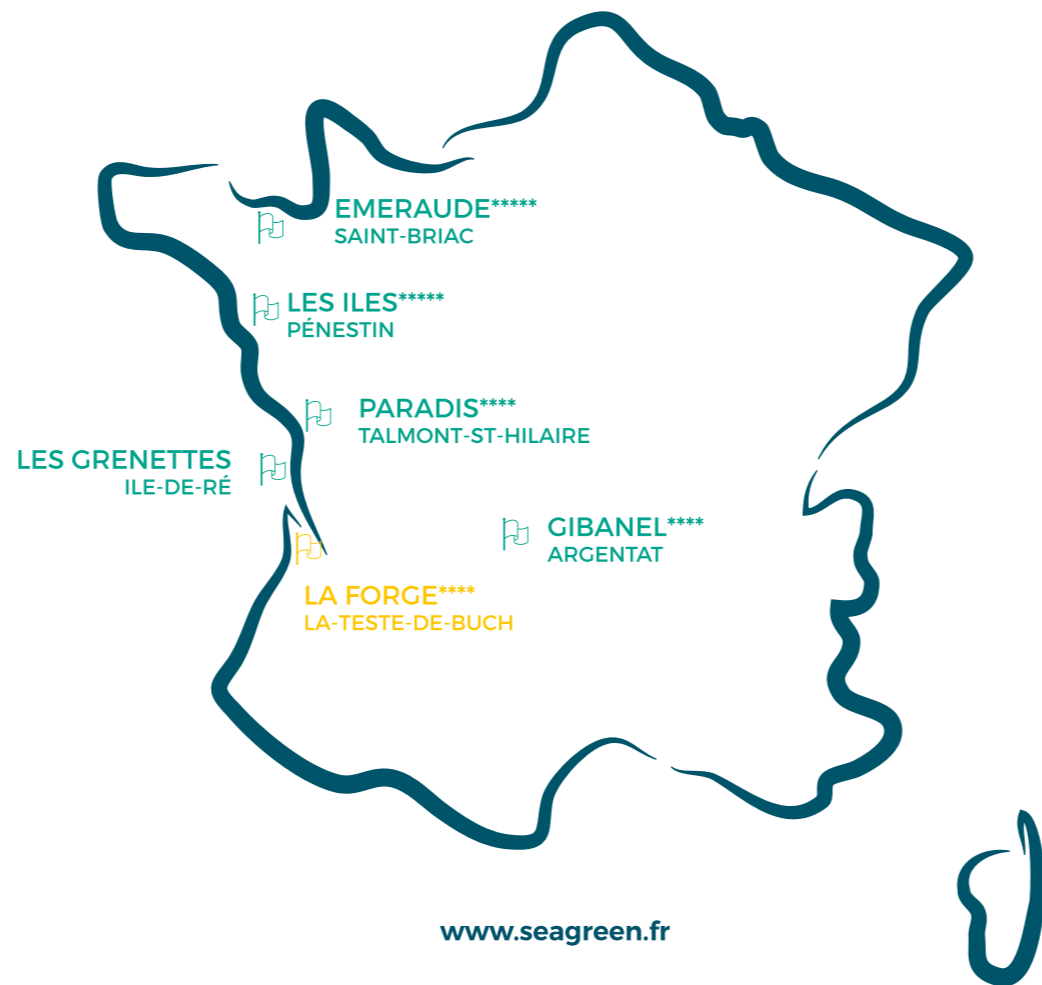 EMERAUDE*****
SAINT-BRIAC
LES ILES*****
PÉNESTIN
PARADIS****
TALMONT-ST-HILAIRE
LES GRENETTES
ILE-DE-RÉ
GIBANEL****
ARGENTAT
LA FORGE****
LA-TESTE-DE-BUCH
www.seagreen.fr